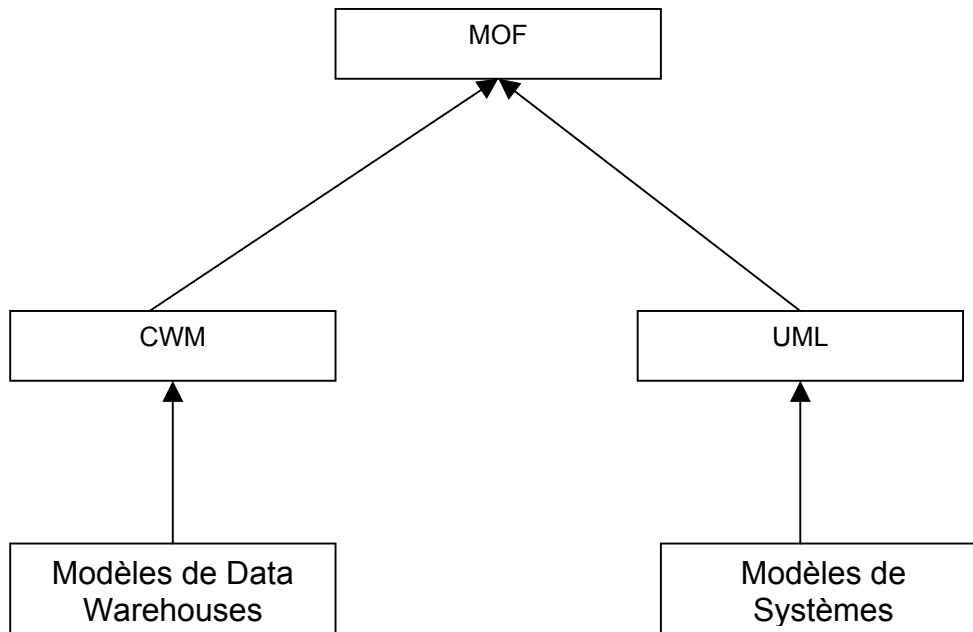 MOF
CWM
UML
Modèles de Data
Warehouses
Modèles de
Systèmes